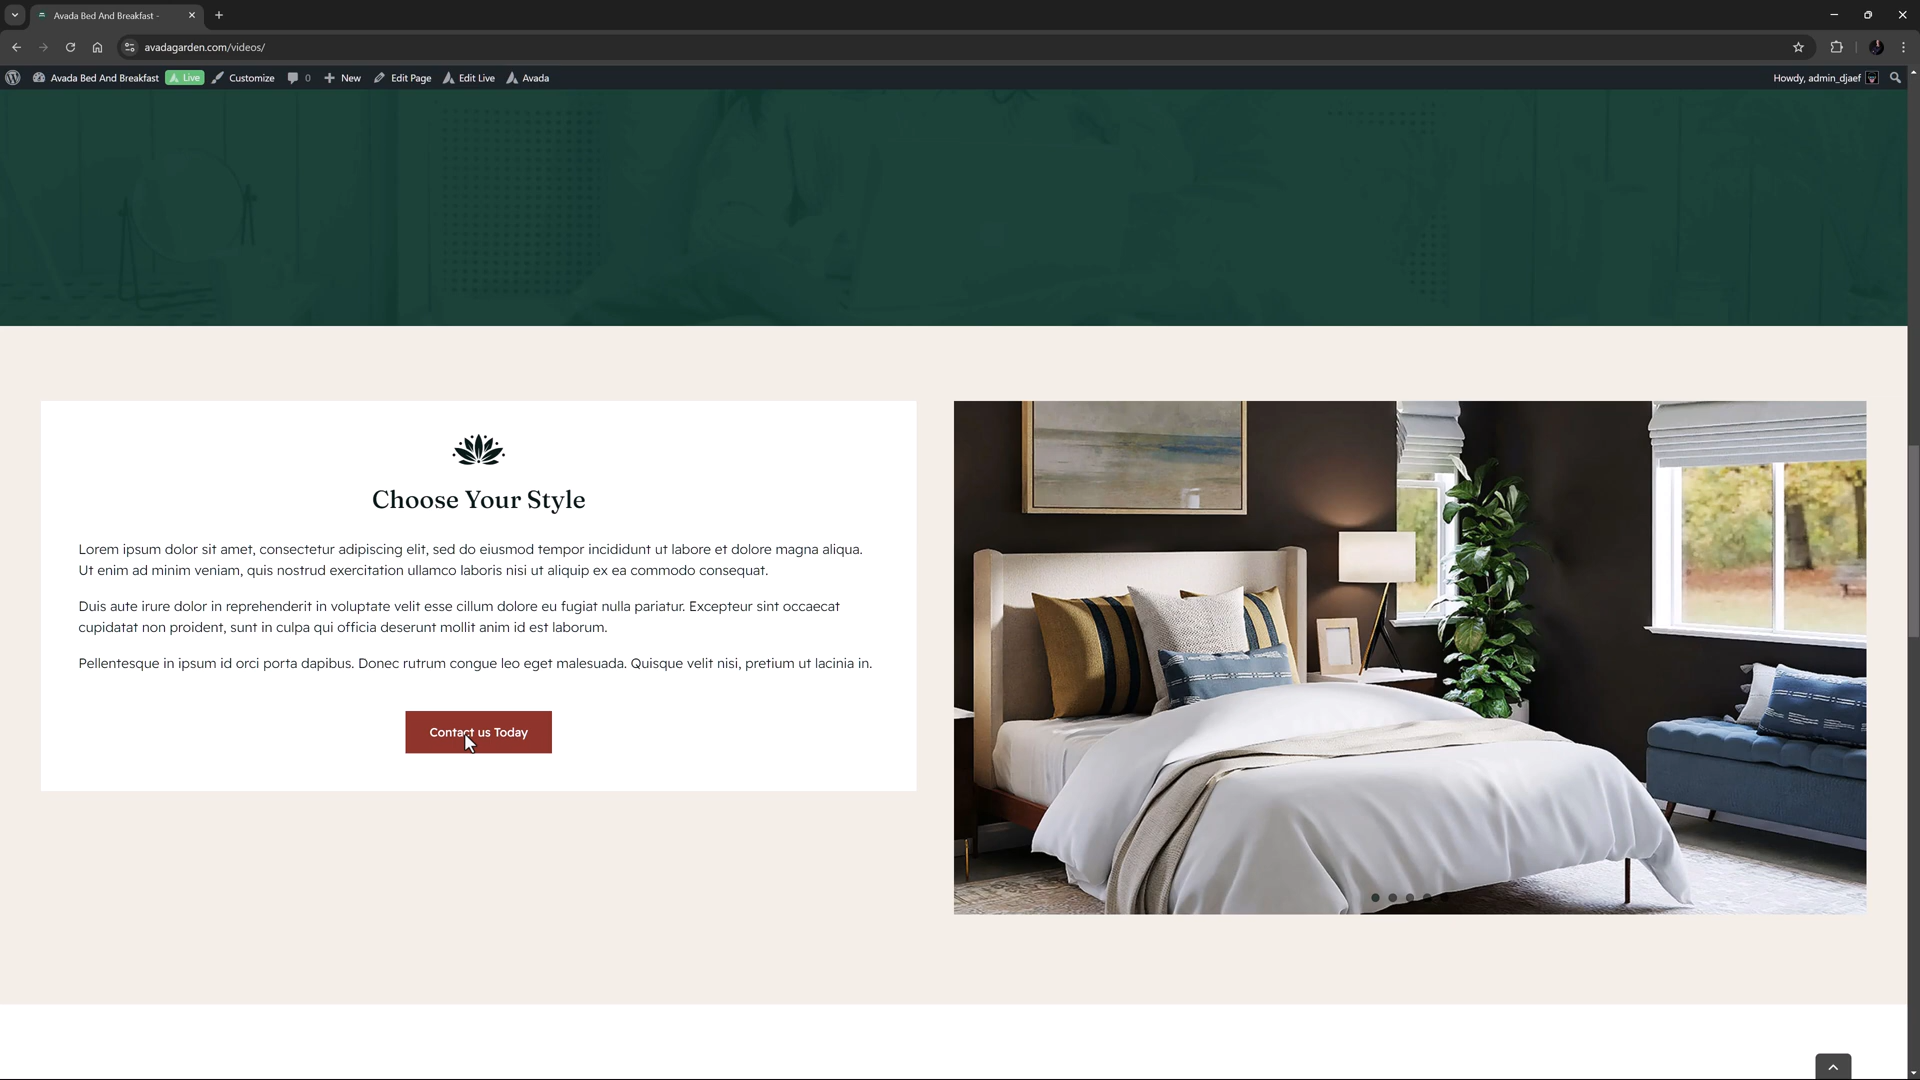 Avada Bed And Breakfast -
avadagarden.com/videos/
Avada Bed And Breakfast Live Customize 0 New Edit Page Edit Live Avada Howdy, admin_djaef
Choose Your Style
Lorem ipsum dolor sit amet, consectetur adipiscing elit, sed do eiusmod tempor incididunt ut labore et dolore magna aliqua.
Ut enim ad minim veniam, quis nostrud exercitation ullamco laboris nisi ut aliquip ex ea commodo consequat.
Duis aute irure dolor in reprehenderit in voluptate velit esse cillum dolore eu fugiat nulla pariatur. Excepteur sint occaecat
cupidatat non proident, sunt in culpa qui officia deserunt mollit anim id est laborum.
Pellentesque in ipsum id orci porta dapibus. Donec rutrum congue leo eget malesuada. Quisque velit nisi, pretium ut lacinia in.
Contact us Today